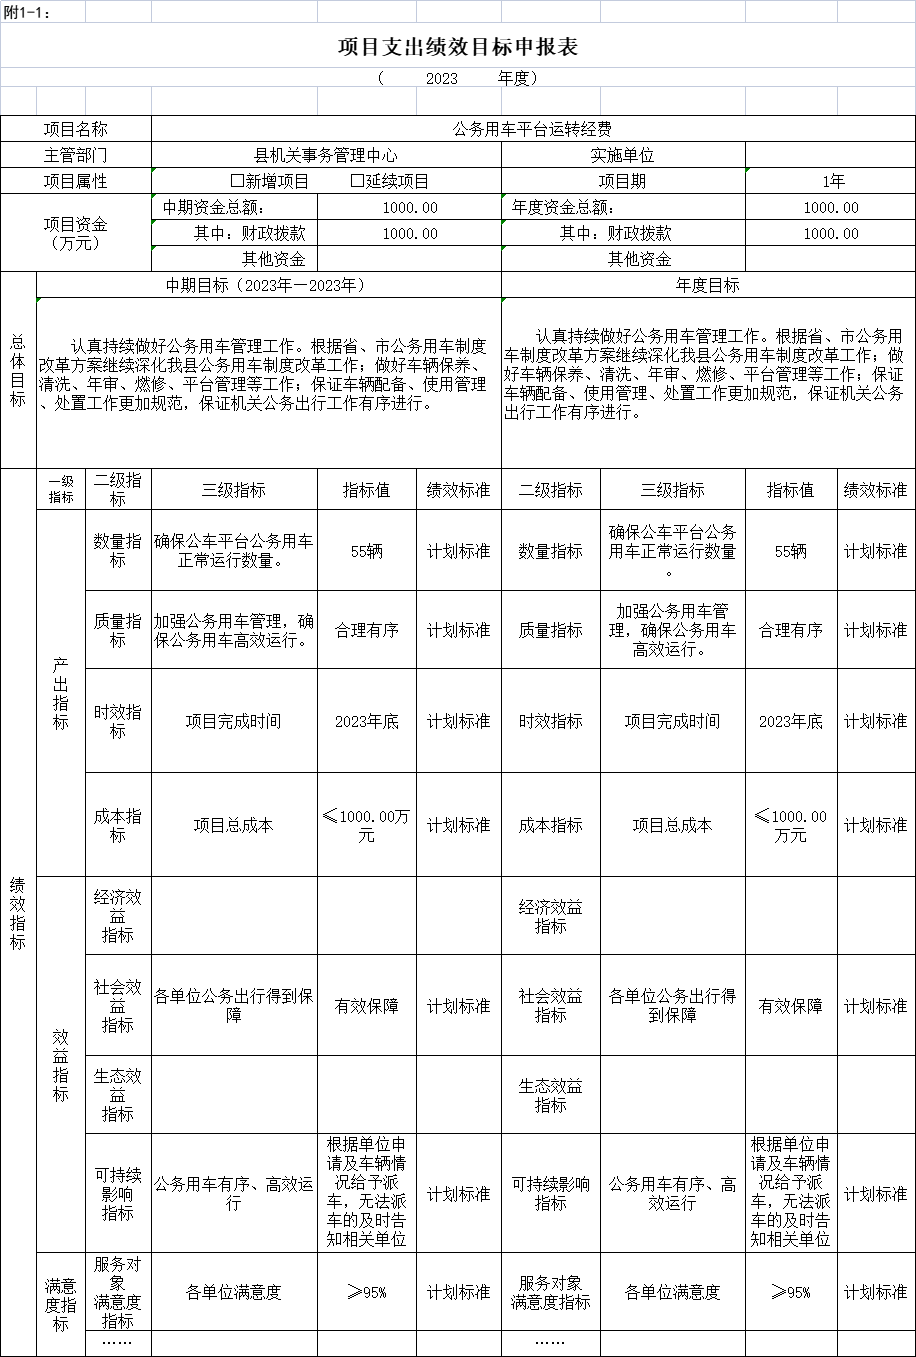 附1-1：
项目支出绩效目标申报表
（ 2023 年度）
项目名称 公务用车平台运转经费
主管部门 县机关事务管理中心 实施单位
项目属性 □新增项目 □延续项目 项目期 1年
项目资金
（万元）
中期资金总额： 1000.00 年度资金总额： 1000.00
其中：财政拨款 1000.00 其中：财政拨款 1000.00
其他资金 其他资金
总体目标
中期目标（2023年—2023年） 年度目标
认真持续做好公务用车管理工作。根据省、市公务用车制度
改革方案继续深化我县公务用车制度改革工作；做好车辆保养、
清洗、年审、燃修、平台管理等工作；保证车辆配备、使用管理
、处置工作更加规范，保证机关公务出行工作有序进行。
认真持续做好公务用车管理工作。根据省、市公务用
车制度改革方案继续深化我县公务用车制度改革工作；做
好车辆保养、清洗、年审、燃修、平台管理等工作；保证
车辆配备、使用管理、处置工作更加规范，保证机关公务
出行工作有序进行。
绩效指标
一级
指标
二级指
标
三级指标 指标值 绩效标准 二级指标 三级指标 指标值 绩效标准
产出指标
数量指
标
确保公车平台公务用车
正常运行数量。
55辆 计划标准 数量指标
确保公车平台公务
用车正常运行数量
。
55辆 计划标准
质量指
标
加强公务用车管理，确
保公务用车高效运行。
合理有序 计划标准 质量指标
加强公务用车管
理，确保公务用车
高效运行。
合理有序 计划标准
时效指
标
项目完成时间 2023年底 计划标准 时效指标 项目完成时间 2023年底 计划标准
成本指
标
项目总成本
≤1000.00万
元
计划标准 成本指标 项目总成本
≤1000.00
万元
计划标准
效益指标
经济效
益
指标
经济效益
指标
社会效
益
指标
各单位公务出行得到保
障
有效保障 计划标准
社会效益
指标
各单位公务出行得
到保障
有效保障 计划标准
生态效
益
指标
生态效益
指标
可持续
影响
指标
公务用车有序、高效运
行
根据单位申
请及车辆情
况给予派
车，无法派
车的及时告
知相关单位
计划标准
可持续影响
指标
公务用车有序、高
效运行
根据单位申
请及车辆情
况给予派
车，无法派
车的及时告
知相关单位
计划标准
满意
度指
标
服务对
象
满意度
指标
各单位满意度 ≥95% 计划标准
服务对象
满意度指标
各单位满意度 ≥95% 计划标准
…… ……